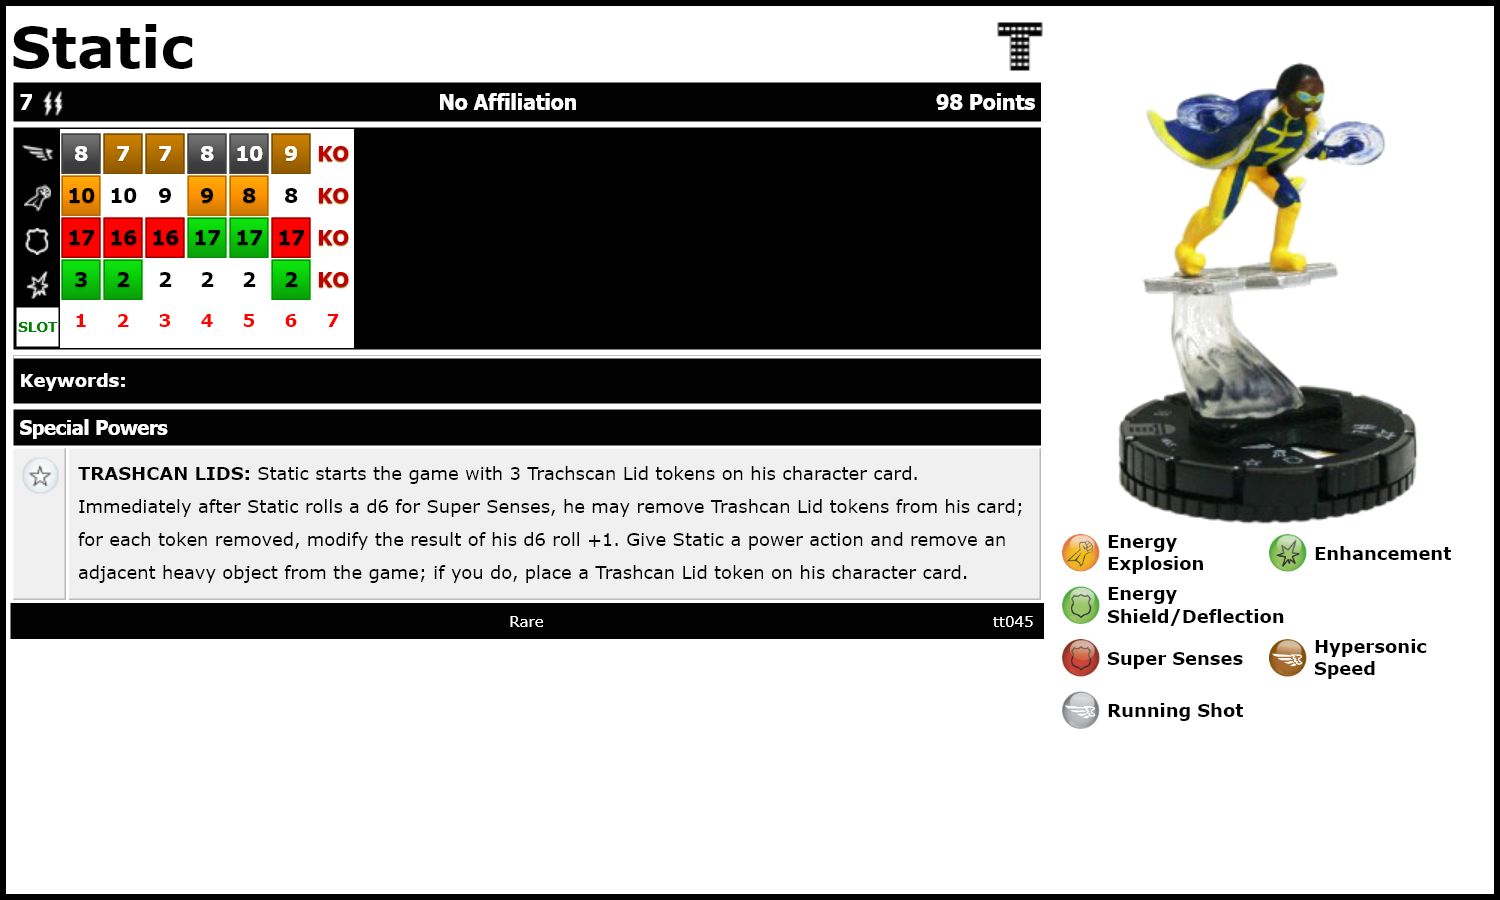 Static
7 No Affiliation 98 Points
8 7 7 8 10 9 KO
10 10 9 9 8 8 KO
17 16 16 17 17 17 KO
3 2 2 2 2 2 KO
SLOT 1 2 3 4 5 6 7
Keywords:
Special Powers
TRASHCAN LIDS: Static starts the game with 3 Trachscan Lid tokens on his character card.
Immediately after Static rolls a d6 for Super Senses, he may remove Trashcan Lid tokens from his card;
for each token removed, modify the result of his d6 roll +1. Give Static a power action and remove an
adjacent heavy object from the game; if you do, place a Trashcan Lid token on his character card.
Rare tt045
Energy
Explosion
Enhancement
Energy
Shield/Deflection
Super Senses
Hypersonic
Speed
Running Shot